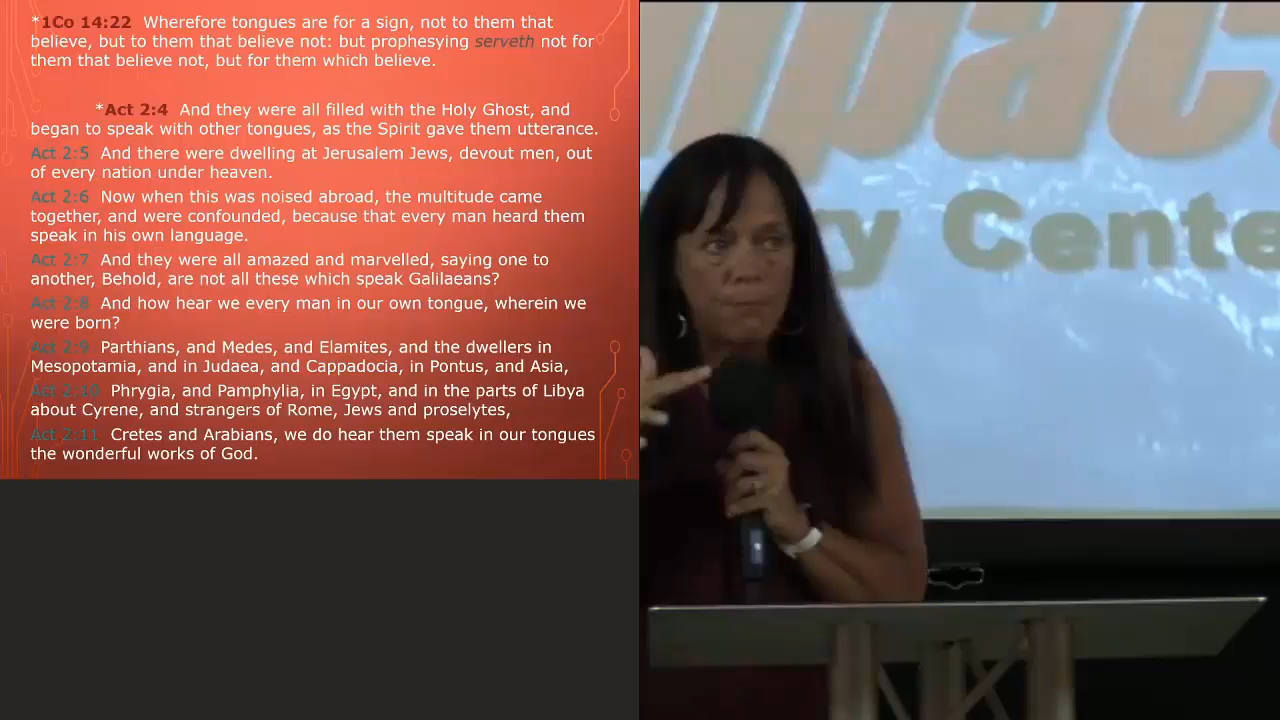 *1Co 14:22 Wherefore tongues are for a sign, not to them that
believe, but to them that believe not: but prophesying serveth not for
them that believe not, but for them which believe.
*Act 2:4 And they were all filled with the Holy Ghost, and
began to speak with other tongues, as the Spirit gave them utterance.
Act 2:5 And there were dwelling at Jerusalem Jews, devout men, out
of every nation under heaven.
Act 2:6 Now when this was noised abroad, the multitude came
together, and were confounded, because that every man heard them
speak in his own language.
Act 2:7 And they were all amazed and marvelled, saying one to
another, Behold, are not all these which speak Galilaeans?
Act 2:8 And how hear we every man in our own tongue, wherein we
were born?
Act 2:9 Parthians, and Medes, and Elamites, and the dwellers in
Mesopotamia, and in Judaea, and Cappadocia, in Pontus, and Asia,
Act 2:10 Phrygia, and Pamphylia, in Egypt, and in the parts of Libya
about Cyrene, and strangers of Rome, Jews and proselytes,
Act 2:11 Cretes and Arabians, we do hear them speak in our tongues
the wonderful works of God.
mpact
ry Cente